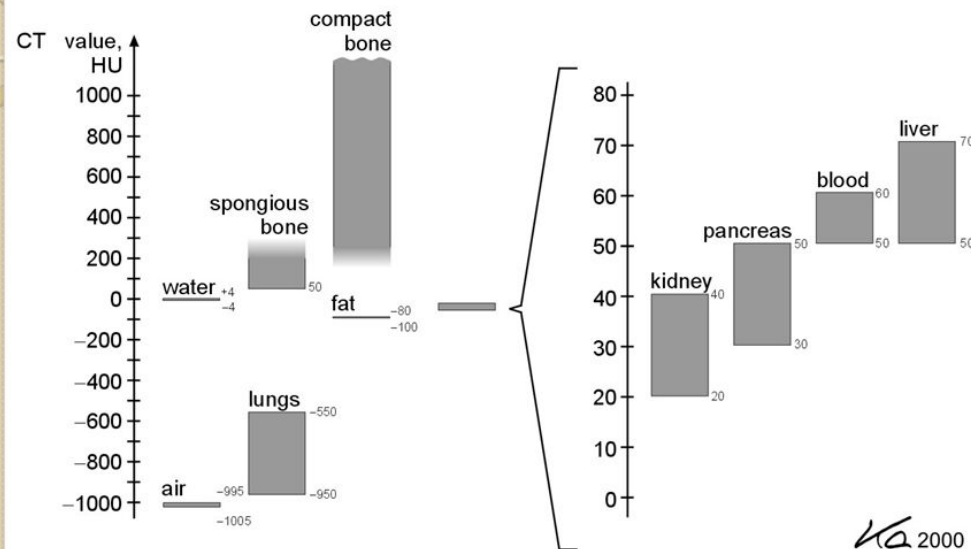 CT value,
HU
1000
800
600
400
200
0
–200
–400
–600
–800
–1000
compact
bone
spongious
bone
50
water
+4
–4
fat
–80
–100
lungs
–550
–950
air
–995
–1005
80
70
60
50
40
30
20
10
0
kidney
40
20
pancreas
50
30
blood
60
50
liver
70
50
2000